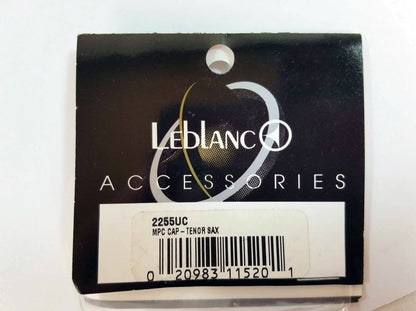 Leblanc
ACCESSORIES
2255UC
MPC CAP - TENOR SAX
0 20983 11520 1